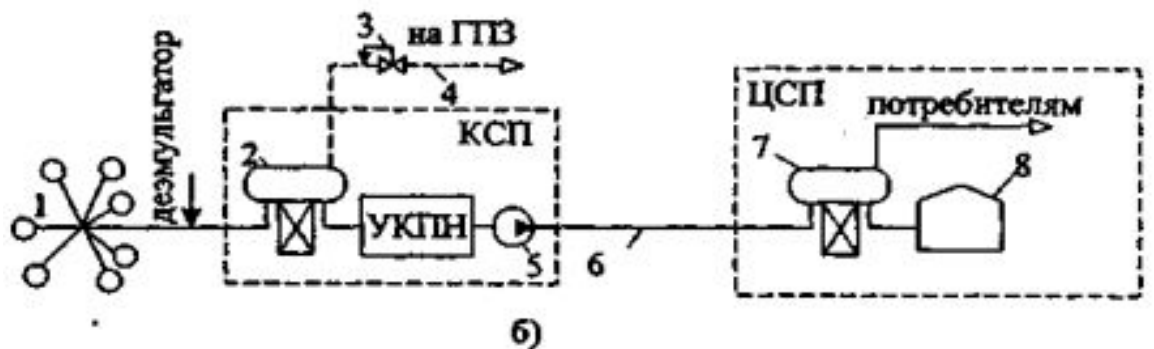 3 на ГПЗ
4
деэмульгатор
КСП
ЦСП
потребителям
1
2
7
8
УКПН
5
6
б)